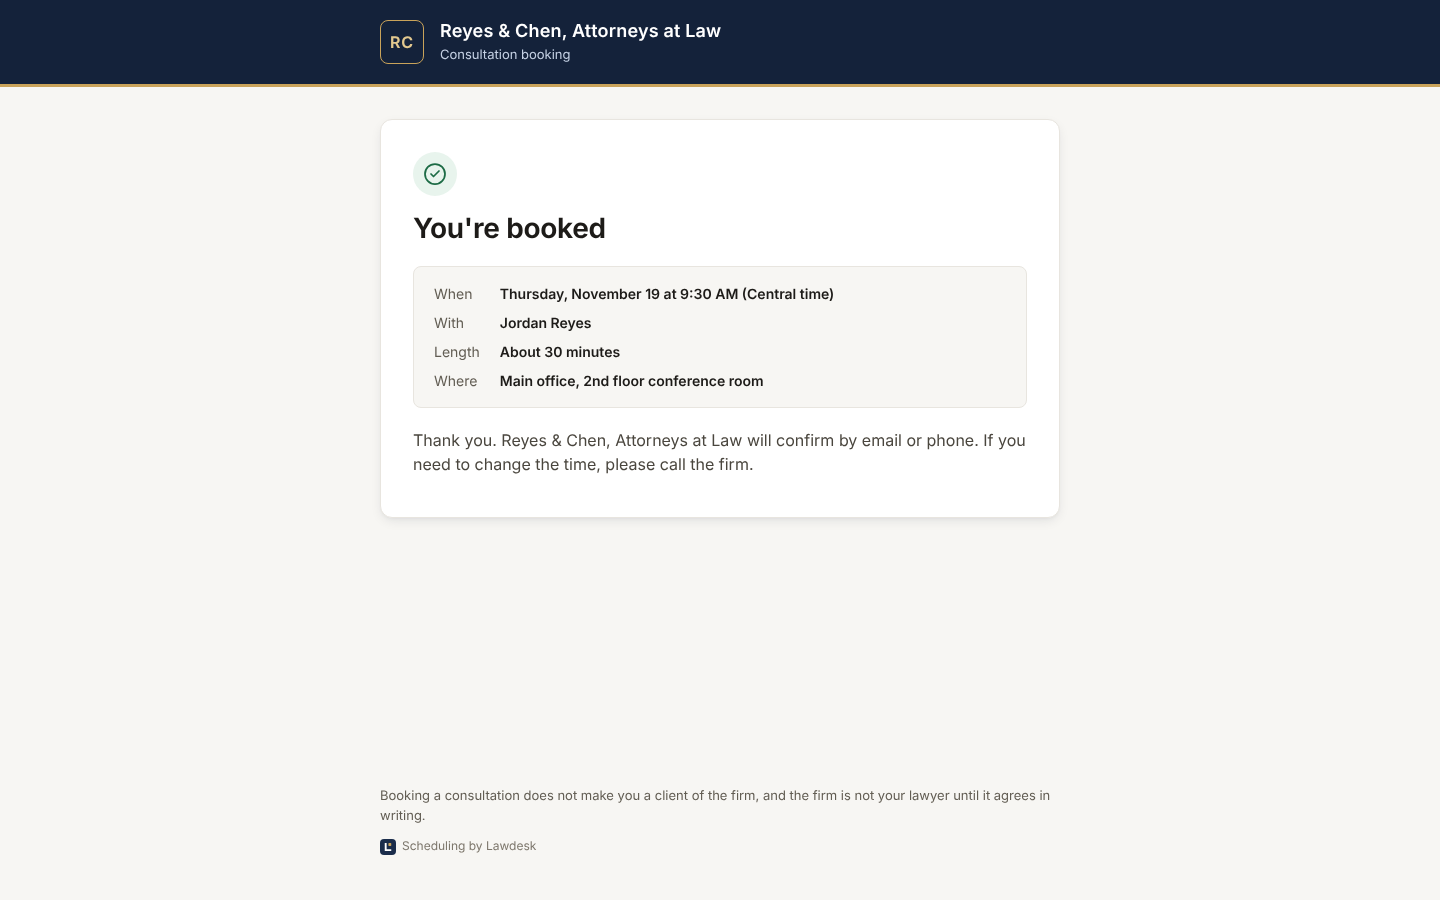 RC
Reyes & Chen, Attorneys at Law
Consultation booking
You're booked
When Thursday, November 19 at 9:30 AM (Central time)
With Jordan Reyes
Length About 30 minutes
Where Main office, 2nd floor conference room
Thank you. Reyes & Chen, Attorneys at Law will confirm by email or phone. If you
need to change the time, please call the firm.
Booking a consultation does not make you a client of the firm, and the firm is not your lawyer until it agrees in
writing.
L
Scheduling by Lawdesk